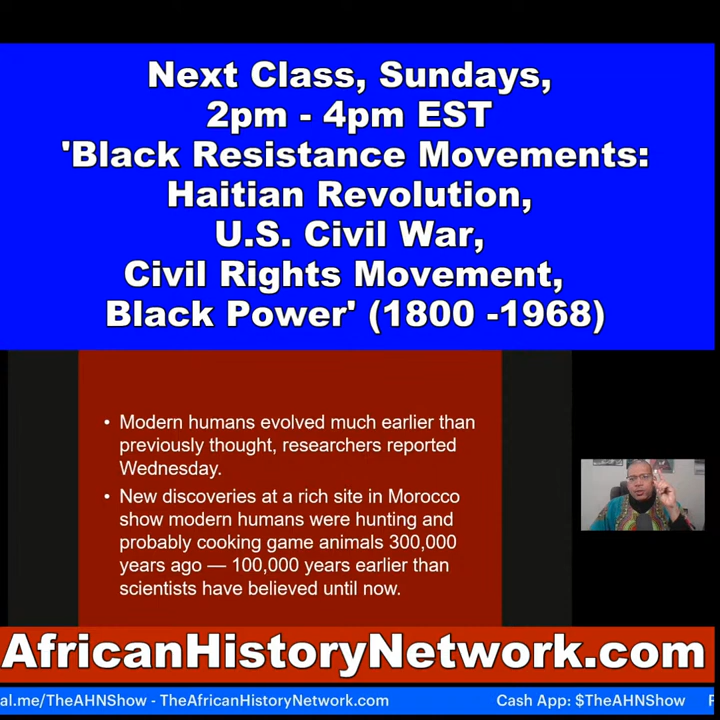 Next Class, Sundays,
2pm - 4pm EST
'Black Resistance Movements:
Haitian Revolution,
U.S. Civil War,
Civil Rights Movement,
Black Power' (1800 -1968)
• Modern humans evolved much earlier than
previously thought, researchers reported
Wednesday.
• New discoveries at a rich site in Morocco
show modern humans were hunting and
probably cooking game animals 300,000
years ago — 100,000 years earlier than
scientists have believed until now.
AfricanHistoryNetwork.com
al.me/TheAHNShow - TheAfricanHistoryNetwork.com Cash App: $TheAHNShow